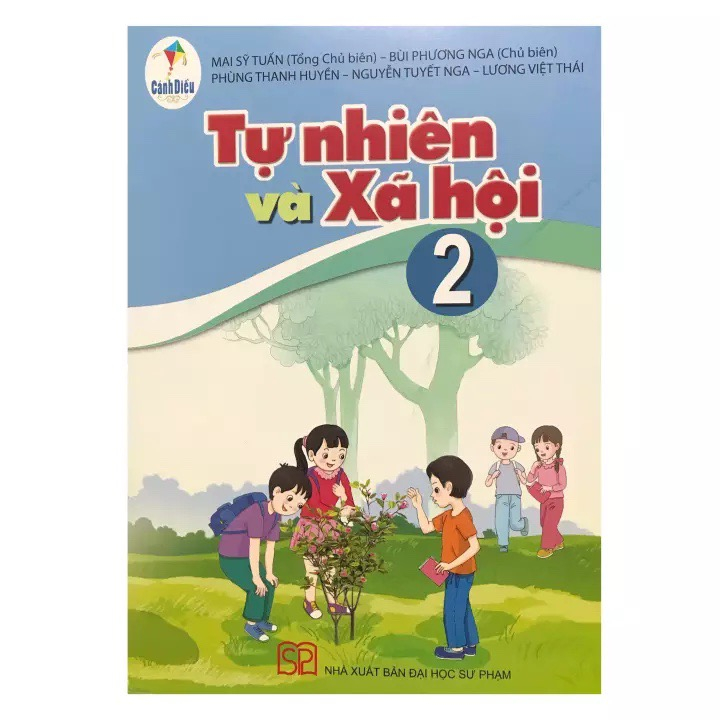 Cánh Diều
MAI SỸ TUẤN (Tổng Chủ biên) – BÙI PHƯƠNG NGA (Chủ biên)
PHÙNG THANH HUYỀN – NGUYỄN TUYẾT NGA – LƯƠNG VIỆT THÁI
Tự nhiên
và Xã hội
2
SP
NHÀ XUẤT BẢN ĐẠI HỌC SƯ PHẠM